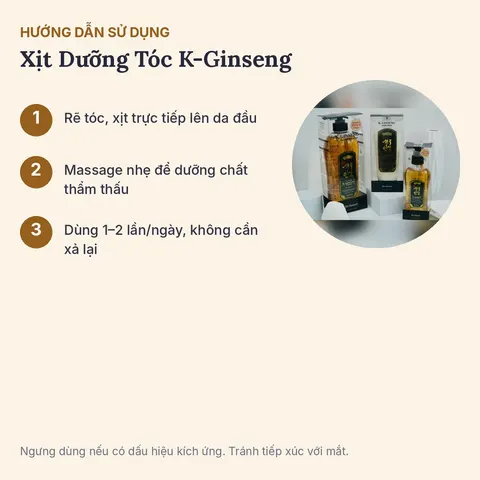 HƯỚNG DẪN SỬ DỤNG
Xịt Dưỡng Tóc K-Ginseng
1
Rẽ tóc, xịt trực tiếp lên da đầu
2
Massage nhẹ để dưỡng chất
thẩm thấu
3
Dùng 1–2 lần/ngày, không cần
xả lại
Ngưng dùng nếu có dấu hiệu kích ứng. Tránh tiếp xúc với mắt.